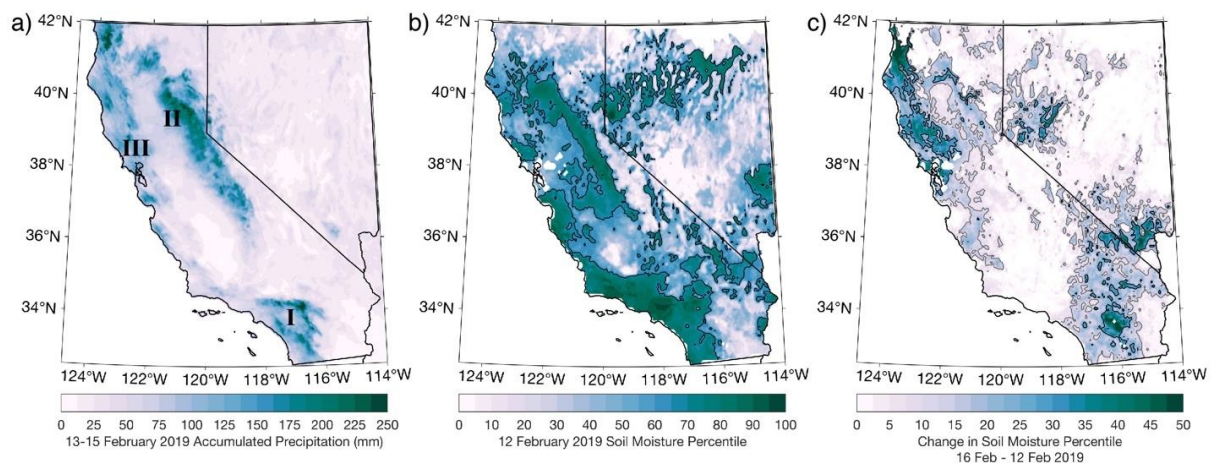 a)
42°N
40°N
38°N
36°N
34°N
II
III
I
124°W 122°W 120°W 118°W 116°W 114°W
0 25 50 75 100 125 150 175 200 225 250
13-15 February 2019 Accumulated Precipitation (mm)
b)
42°N
40°N
38°N
36°N
34°N
124°W 122°W 120°W 118°W 116°W 114°W
0 10 20 30 40 50 60 70 80 90 100
12 February 2019 Soil Moisture Percentile
c)
42°N
40°N
38°N
36°N
34°N
124°W 122°W 120°W 118°W 116°W 114°W
0 5 10 15 20 25 30 35 40 45 50
Change in Soil Moisture Percentile
16 Feb - 12 Feb 2019